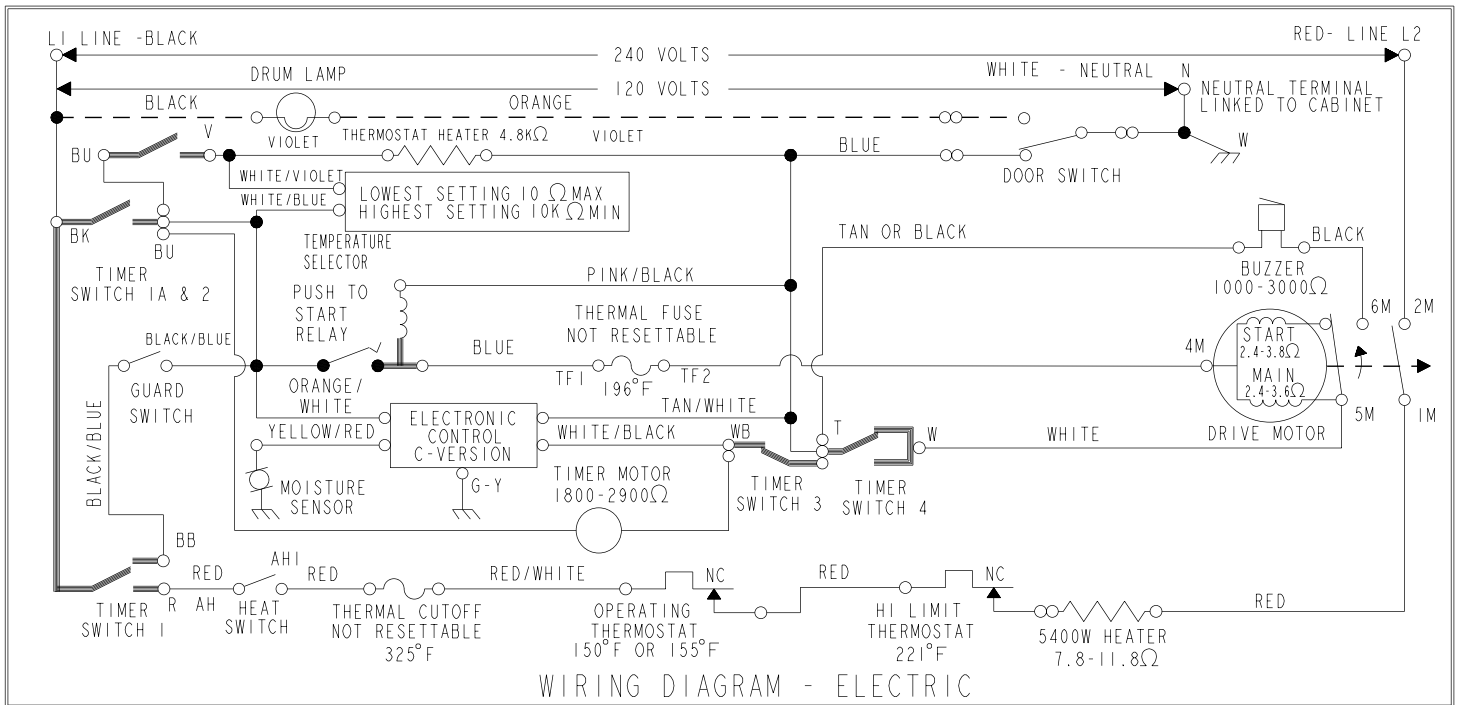 L1 LINE -BLACK
RED- LINE L2
240 VOLTS
DRUM LAMP
WHITE - NEUTRAL N
120 VOLTS
NEUTRAL TERMINAL
LINKED TO CABINET
BLACK
ORANGE
V
VIOLET
THERMOSTAT HEATER 4.8KΩ
VIOLET
BLUE
W
BU
DOOR SWITCH
WHITE/VIOLET
WHITE/BLUE
LOWEST SETTING 10 Ω MAX
HIGHEST SETTING 10K Ω MIN
BK
BU
TEMPERATURE
SELECTOR
TAN OR BLACK
BLACK
TIMER
SWITCH 1A & 2
PINK/BLACK
BUZZER
1000-3000Ω
PUSH TO
START
RELAY
THERMAL FUSE
NOT RESETTABLE
6M
2M
BLACK/BLUE
BLUE
4M
START
2.4-3.8Ω
TF1
196°F
TF2
MAIN
2.4-3.6Ω
GUARD
SWITCH
ORANGE/
WHITE
TAN/WHITE
5M
1M
ELECTRONIC
CONTROL
C-VERSION
YELLOW/RED
WHITE/BLACK
WB
T
W
WHITE
DRIVE MOTOR
BLACK/BLUE
MOISTURE
SENSOR
G-Y
TIMER MOTOR
1800-2900Ω
TIMER
SWITCH 3
TIMER
SWITCH 4
BB
AH1
RED
RED
RED/WHITE
NC
RED
NC
RED
R
AH
TIMER
SWITCH 1
HEAT
SWITCH
THERMAL CUTOFF
NOT RESETTABLE
325°F
OPERATING
THERMOSTAT
150°F OR 155°F
HI LIMIT
THERMOSTAT
221°F
5400W HEATER
7.8-11.8Ω
WIRING DIAGRAM - ELECTRIC